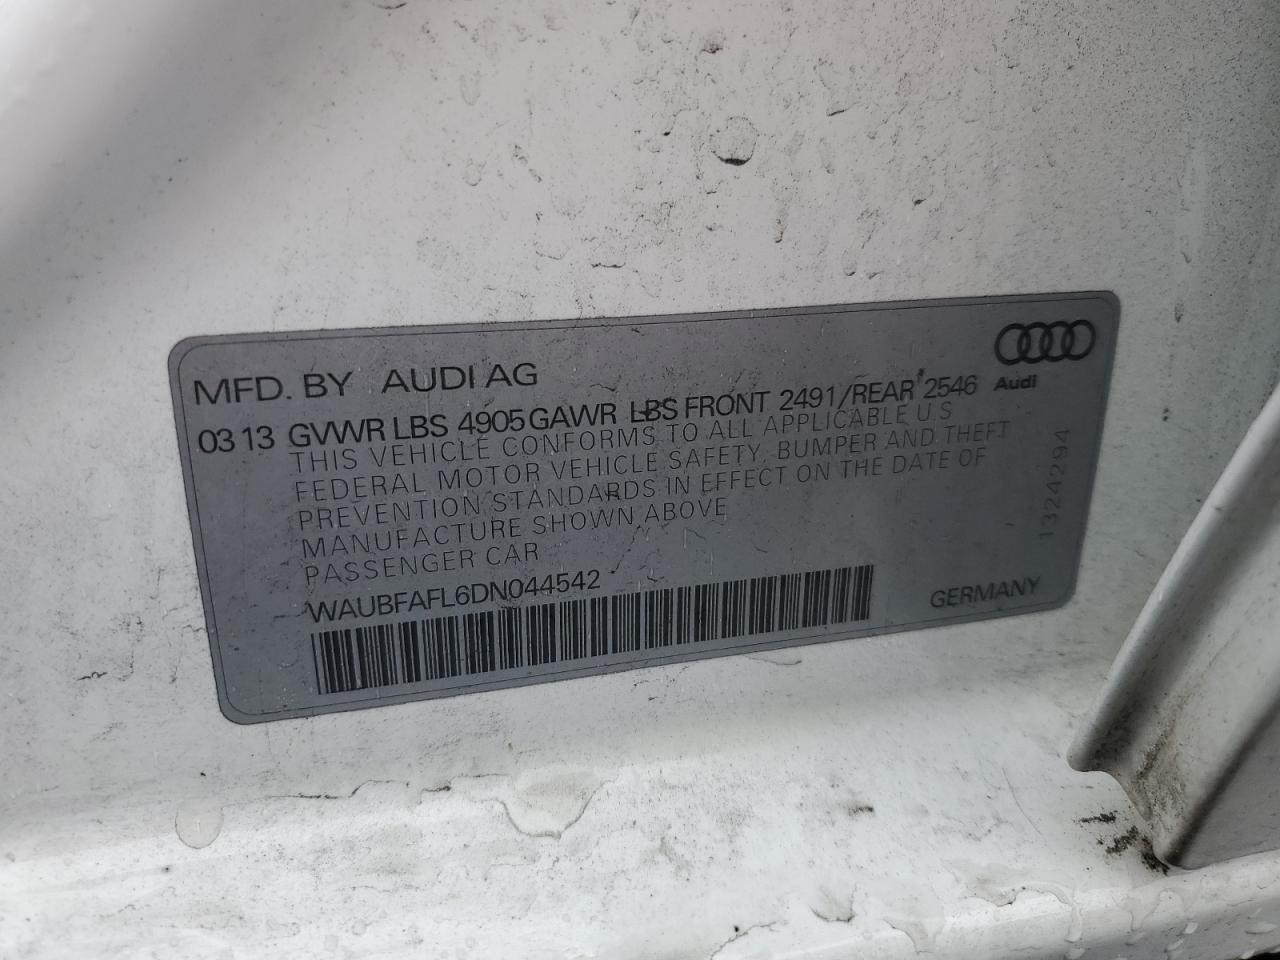 MFD. BY AUDI AG
Audi
03 13 GVWR LBS 4905 GAWR LBS FRONT 2491/REAR 2546
THIS VEHICLE CONFORMS TO ALL APPLICABLE U.S
FEDERAL MOTOR VEHICLE SAFETY, BUMPER AND THEFT
PREVENTION STANDARDS IN EFFECT ON THE DATE OF
MANUFACTURE SHOWN ABOVE
PASSENGER CAR
WAUBFAFL6DN044542
GERMANY
1324294